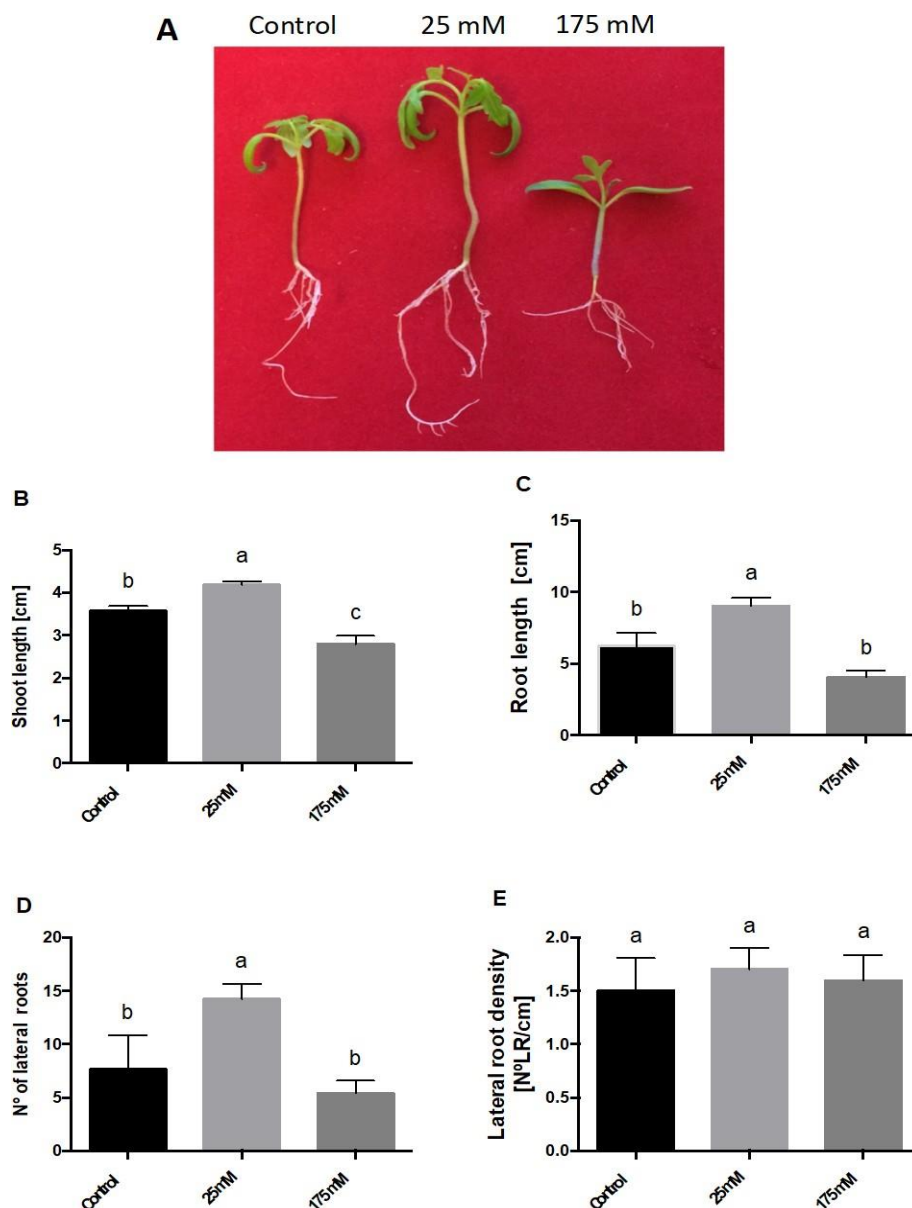 A
Control 25 mM 175 mM
B
Shoot length [cm]
5
4
3
2
1
0
b
a
c
Control
25mM
175mM
C
Root length [cm]
15
10
5
0
b
a
b
Control
25mM
175mM
D
Nº of lateral roots
20
15
10
5
0
b
a
b
Control
25mM
175mM
E
Lateral root density
[NºLR/cm]
2.0
1.5
1.0
0.5
0.0
a
a
a
Control
25mM
175mM